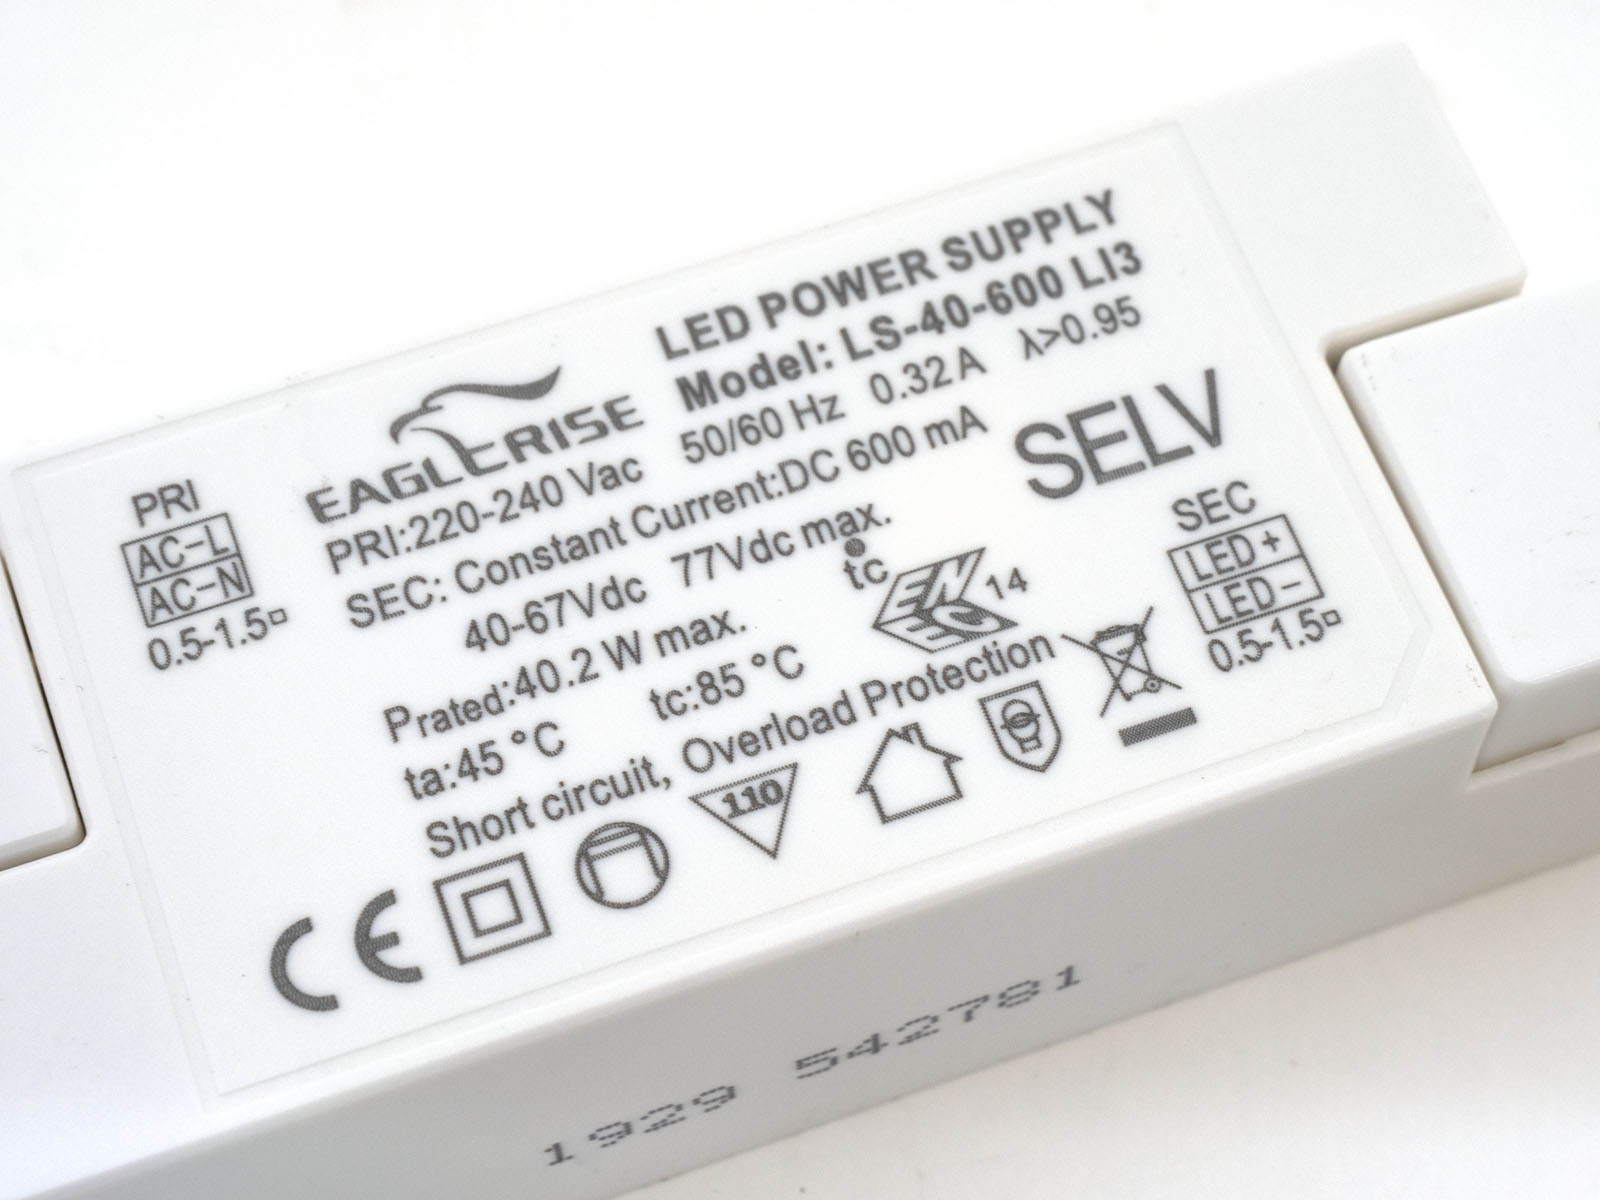 EAGLERISE
LED POWER SUPPLY
Model: LS-40-600 LI3
PRI:220-240 Vac 50/60 Hz 0.32 A λ>0.95
SEC: Constant Current:DC 600 mA
40-67Vdc 77Vdc max.
Prated:40.2 W max.
ta:45 °C tc:85 °C
Short circuit, Overload Protection
SELV
tc
EN
EC
14
PRI
AC-L
AC-N
0.5-1.5□
SEC
LED+
LED-
0.5-1.5□
CE
110
1929 542781